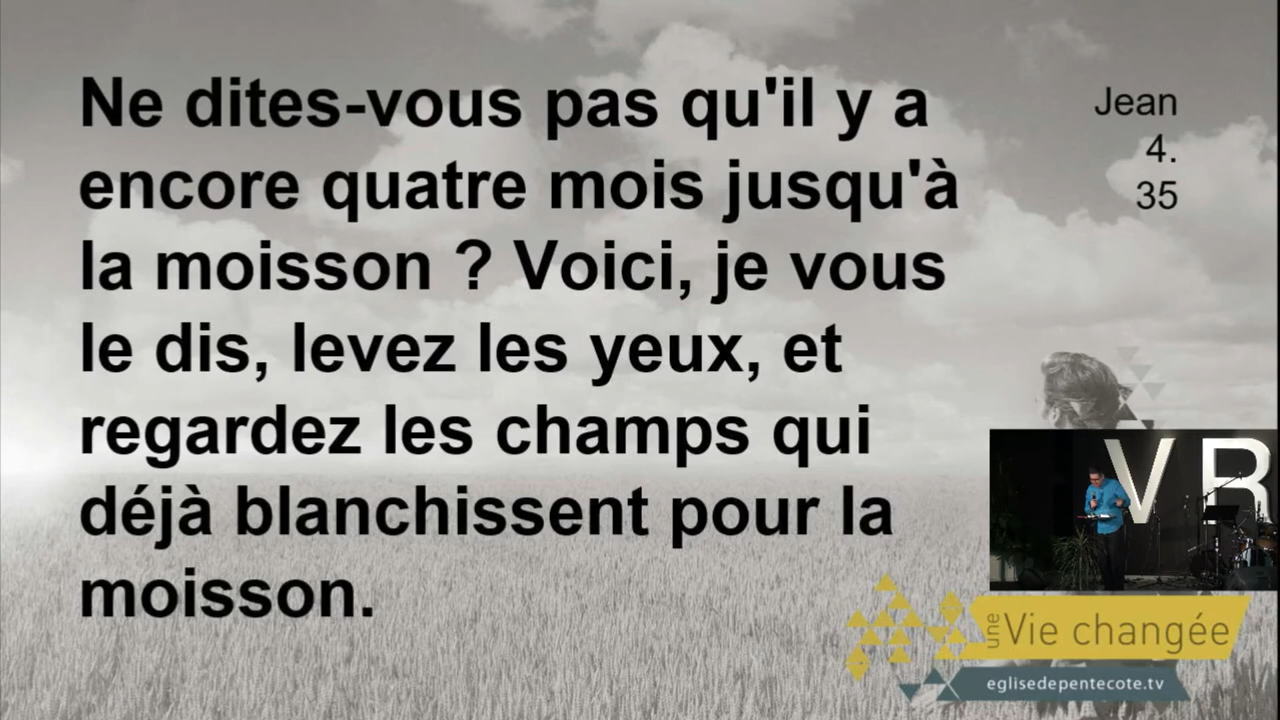 Ne dites-vous pas qu'il y a
encore quatre mois jusqu'à
la moisson ? Voici, je vous
le dis, levez les yeux, et
regardez les champs qui
déjà blanchissent pour la
moisson.
Jean
4.
35
V R
une Vie changée
eglisedepentecote.tv